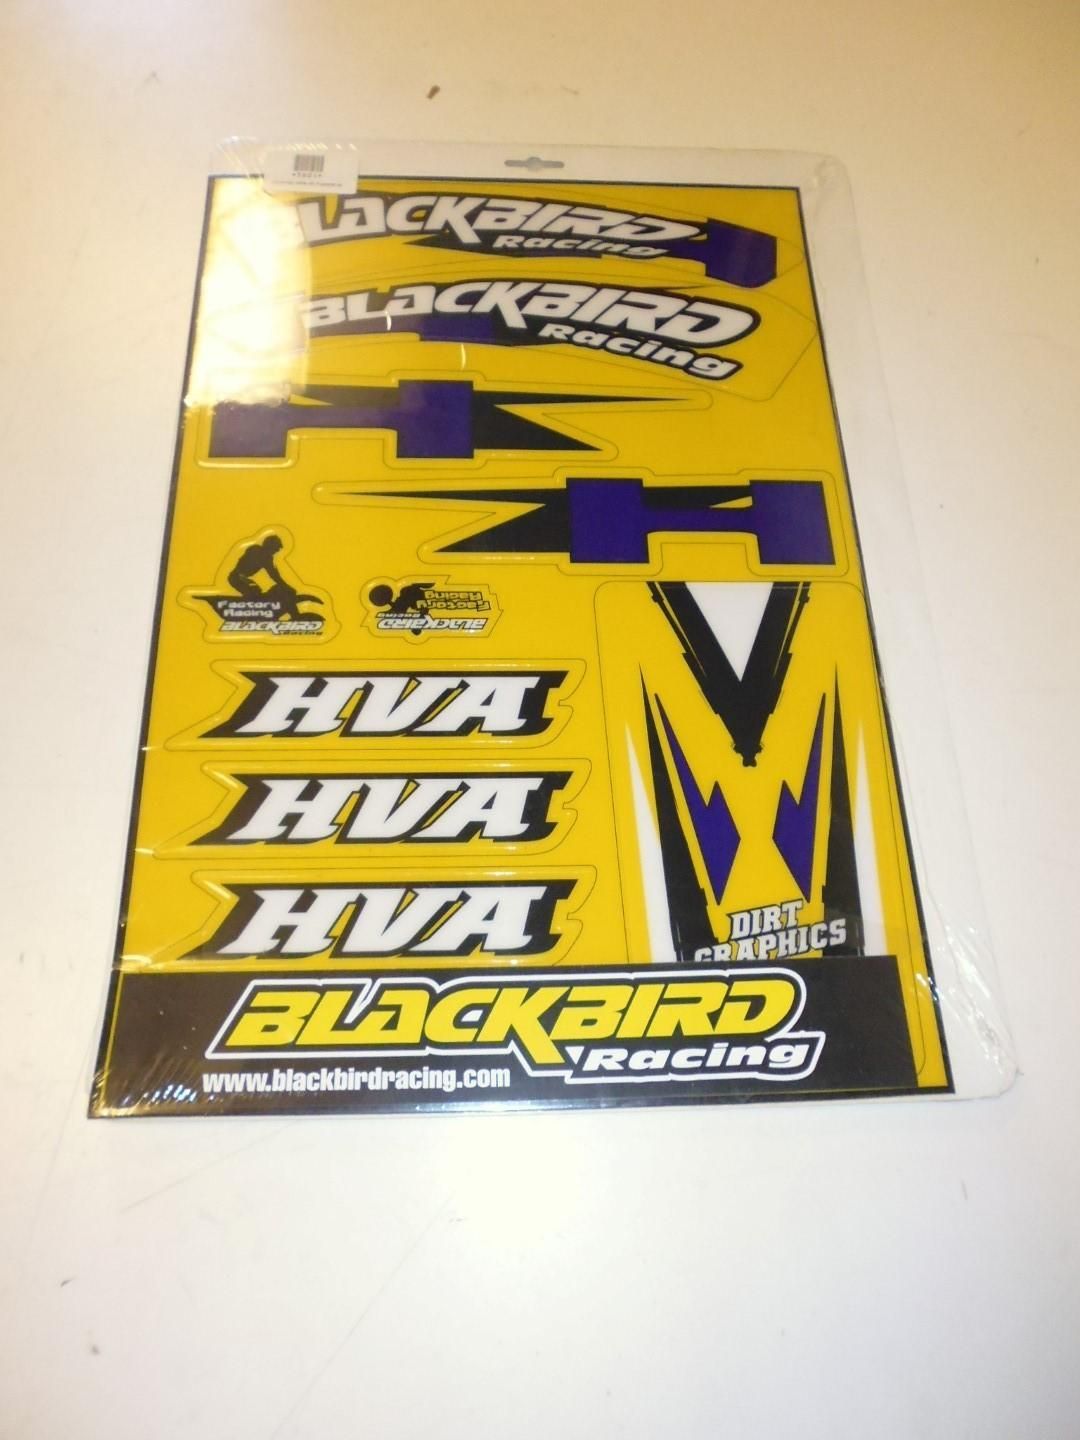 *3601*
BLACKBIRD
Racing
BLACKBIRD
Racing
H
H
Factory
Racing
BLACKBIRD
Racing
Factory
Racing
BLACKBIRD
Racing
HVA
HVA
HVA
DIRT
GRAPHICS
BLACKBIRD
Racing
www.blackbirdracing.com